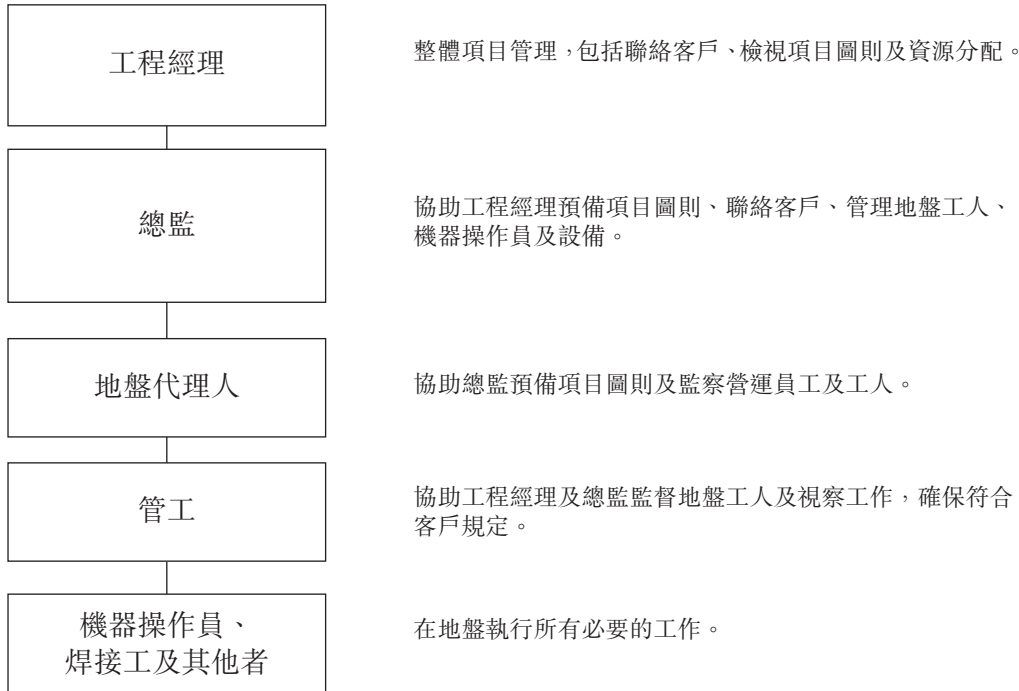 工程經理
整體項目管理，包括聯絡客戶、檢視項目圖則及資源分配。
總監
協助工程經理預備項目圖則、聯絡客戶、管理地盤工人、
機器操作員及設備。
地盤代理人
協助總監預備項目圖則及監察營運員工及工人。
管工
協助工程經理及總監監督地盤工人及視察工作，確保符合
客戶規定。
機器操作員、
焊接工及其他者
在地盤執行所有必要的工作。